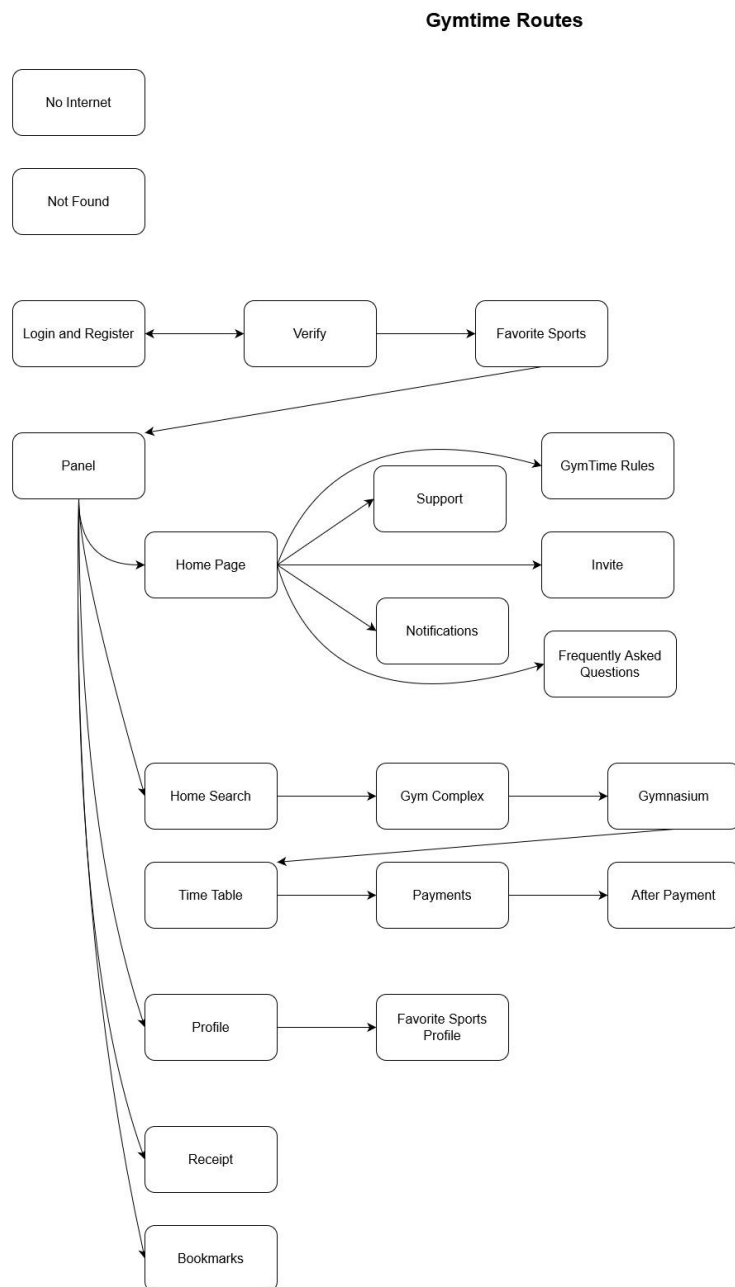 Gymtime Routes
No Internet
Not Found
Login and Register
Verify
Favorite Sports
Panel
GymTime Rules
Support
Home Page
Invite
Notifications
Frequently Asked
Questions
Home Search
Gym Complex
Gymnasium
Time Table
Payments
After Payment
Profile
Favorite Sports
Profile
Receipt
Bookmarks